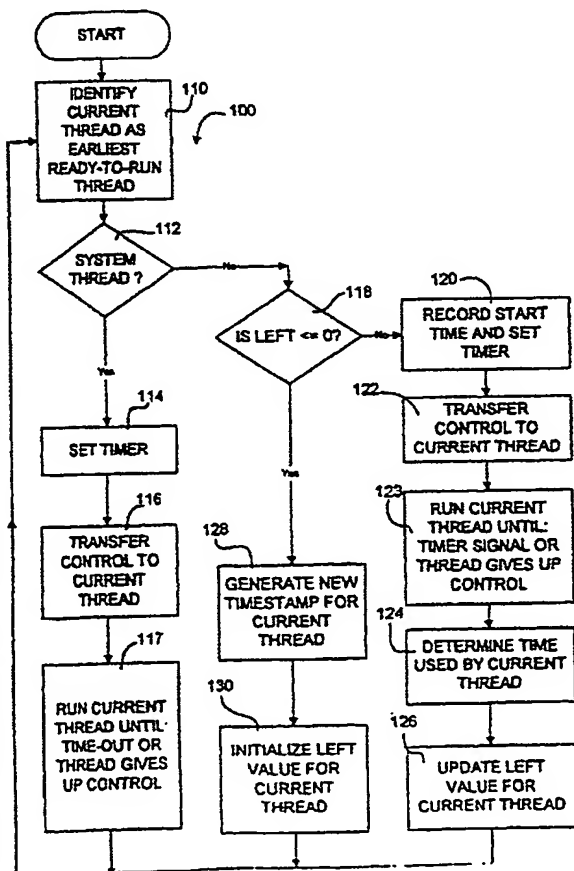 START
110
IDENTIFY
CURRENT
THREAD AS
EARLIEST
READY-TO-RUN
THREAD
100
112
SYSTEM
THREAD ?
No
Yes
114
SET TIMER
116
TRANSFER
CONTROL TO
CURRENT
THREAD
117
RUN CURRENT
THREAD UNTIL:
TIME-OUT OR
THREAD GIVES
UP CONTROL
118
IS LEFT <= 0?
No
Yes
128
GENERATE NEW
TIMESTAMP FOR
CURRENT
THREAD
130
INITIALIZE LEFT
VALUE FOR
CURRENT
THREAD
120
RECORD START
TIME AND SET
TIMER
122
TRANSFER
CONTROL TO
CURRENT THREAD
123
RUN CURRENT
THREAD UNTIL:
TIMER SIGNAL OR
THREAD GIVES UP
CONTROL
124
DETERMINE TIME
USED BY CURRENT
THREAD
126
UPDATE LEFT
VALUE FOR
CURRENT THREAD